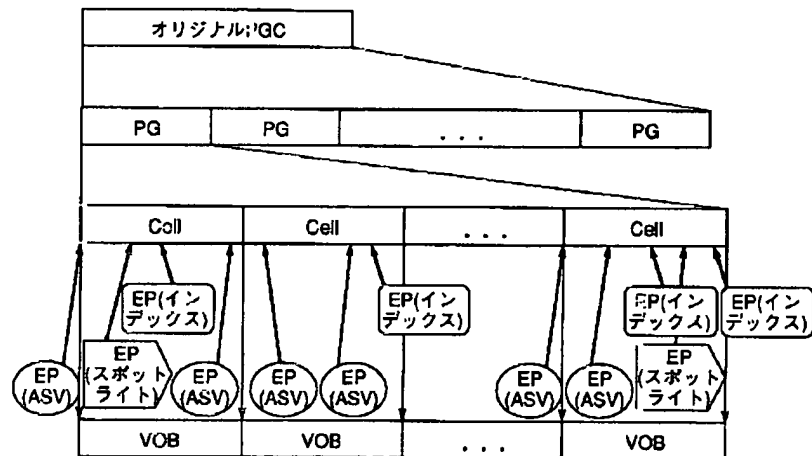 オリジナル:PGC
PG PG . . . PG
Cell Cell . . . Cell
EP(イン
デックス)
EP(イン
デックス)
EP(イン
デックス)
EP(イン
デックス)
EP
(スポット
ライト)
EP
(スポット
ライト)
EP
(ASV)
EP
(ASV)
EP
(ASV)
EP
(ASV)
EP
(ASV)
EP
(ASV)
VOB VOB . . . VOB